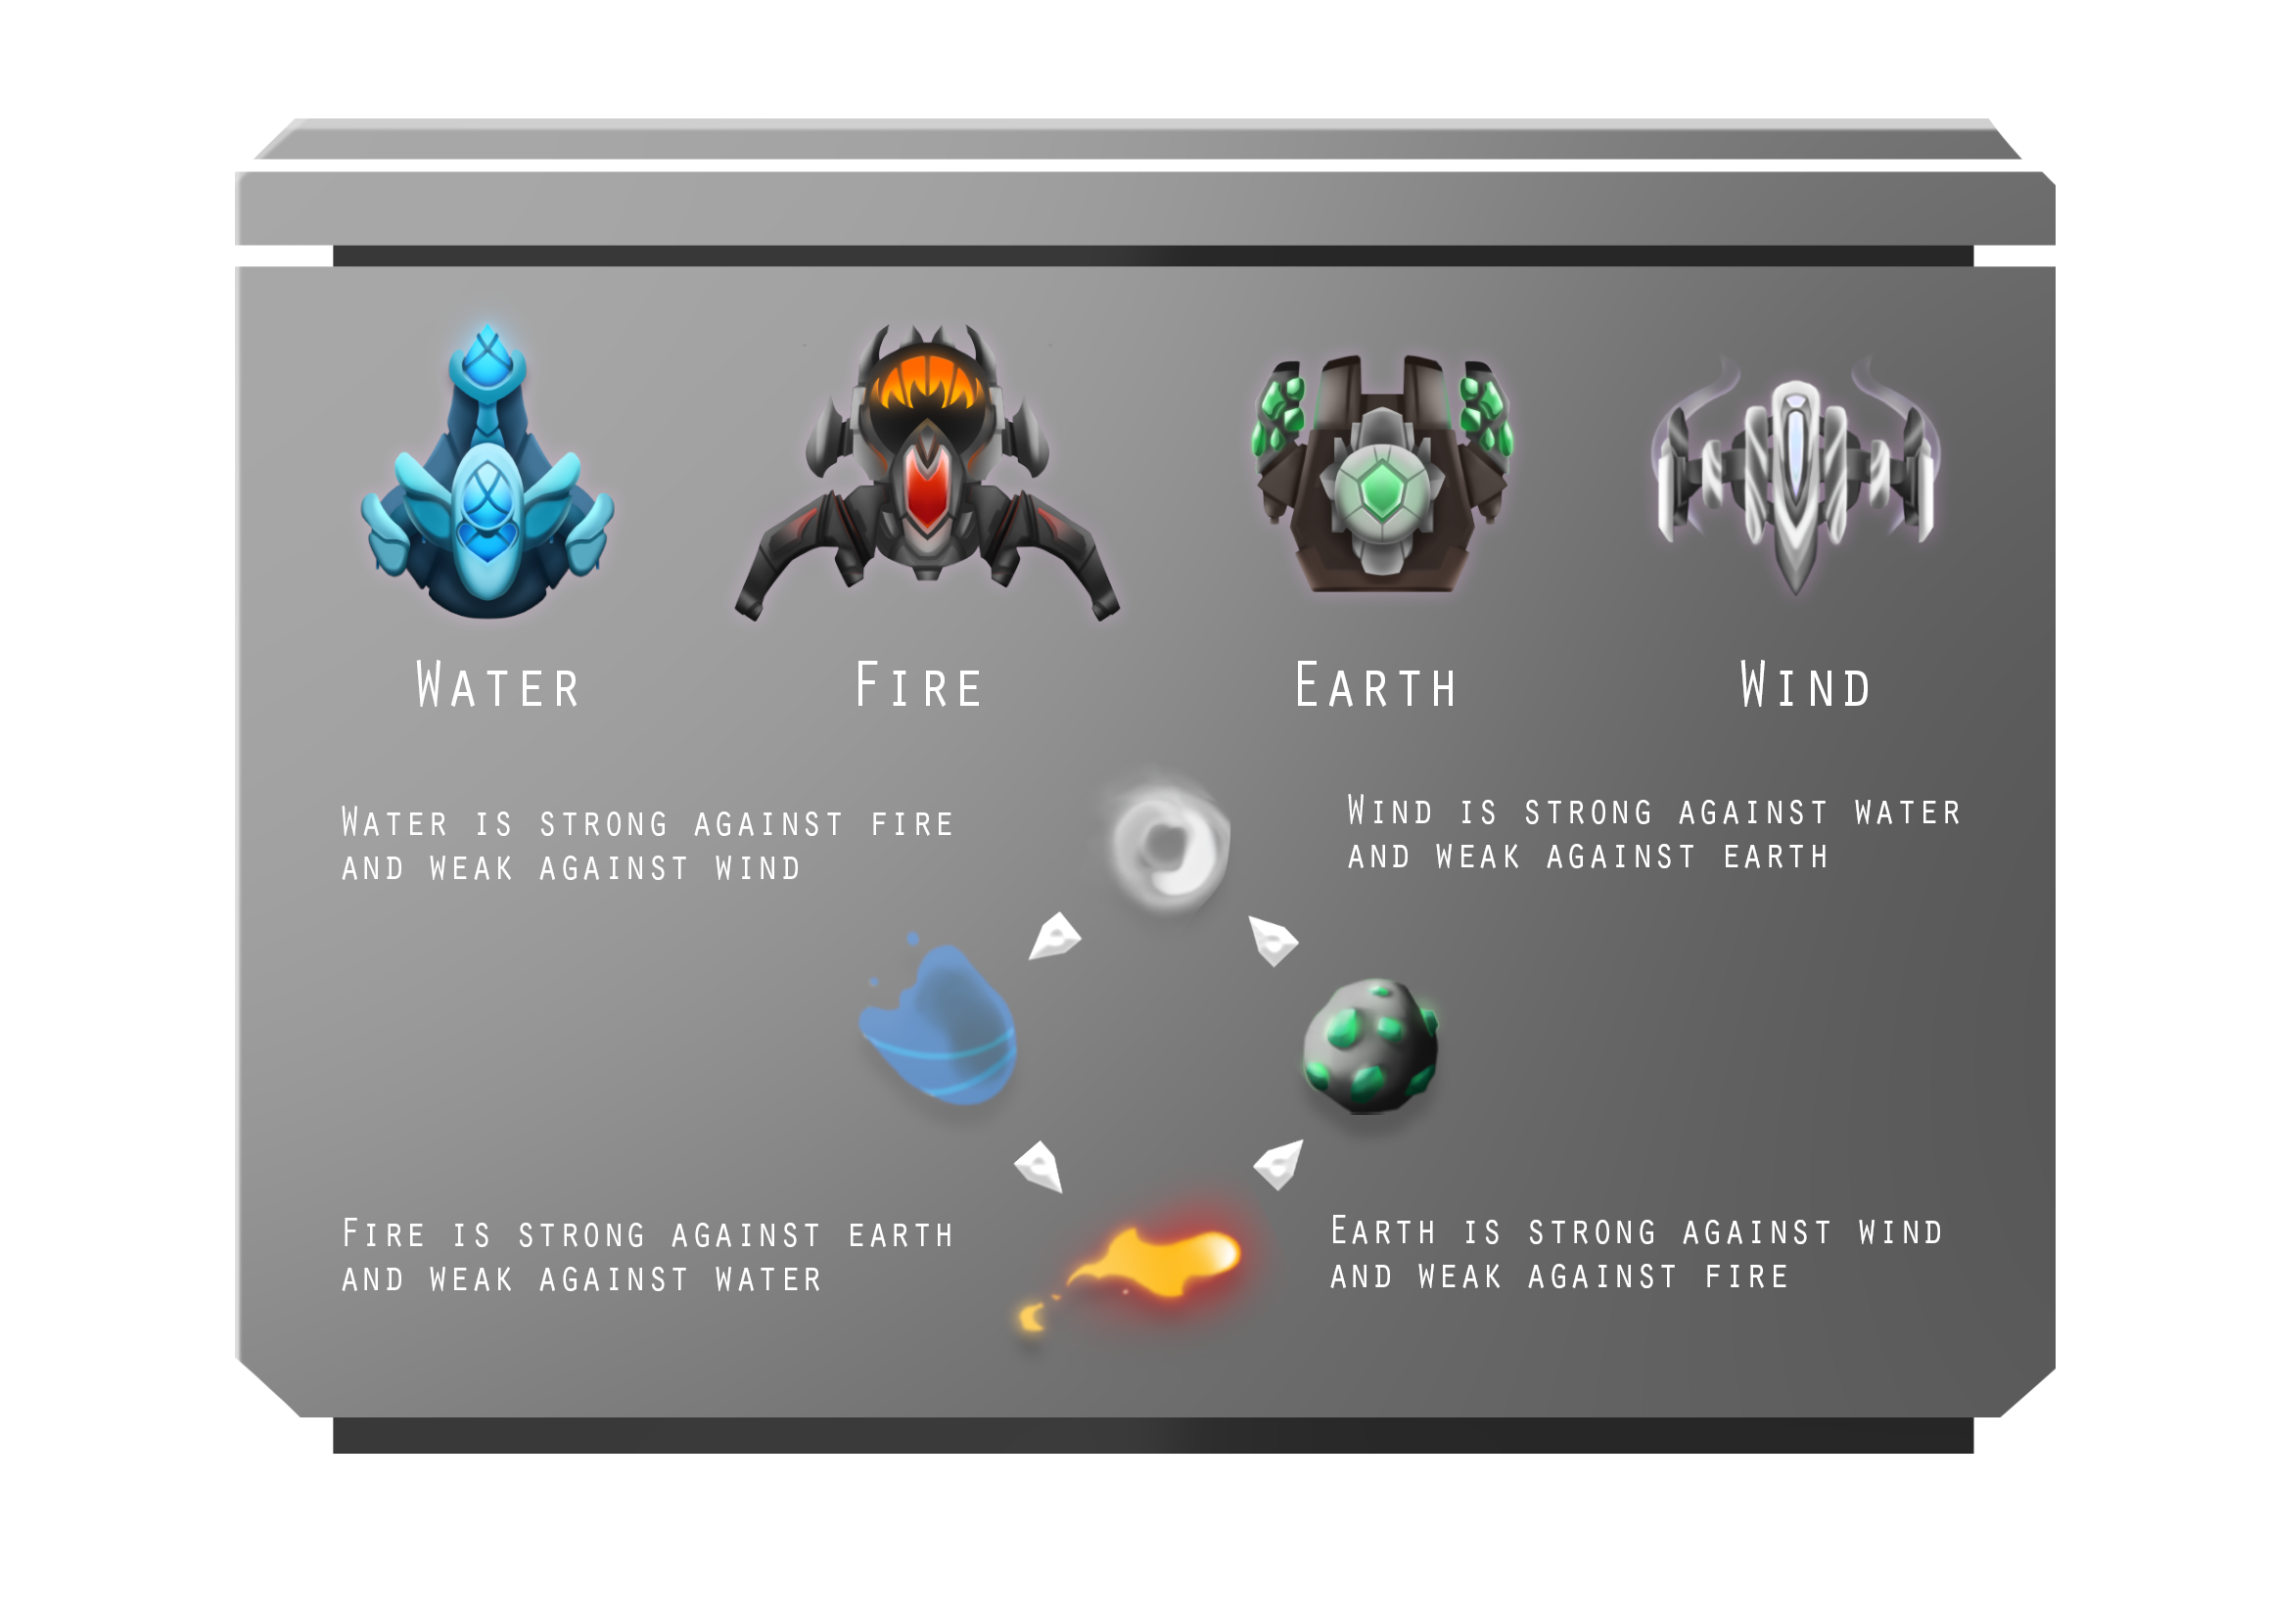 Water
Fire
Earth
Wind
Water is strong against fire
and weak against wind
Wind is strong against water
and weak against earth
Fire is strong against earth
and weak against water
Earth is strong against wind
and weak against fire